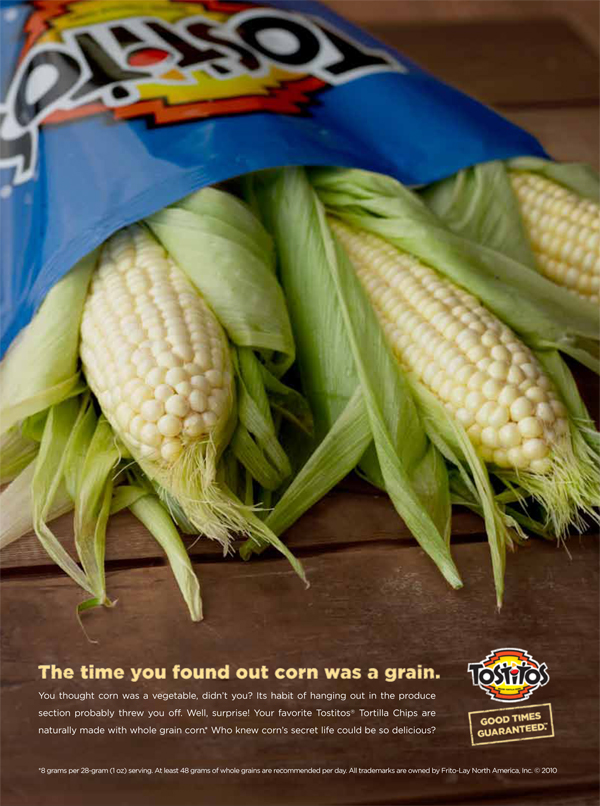 TOSTITO
The time you found out corn was a grain.
You thought corn was a vegetable, didn't you? Its habit of hanging out in the produce
section probably threw you off. Well, surprise! Your favorite Tostitos® Tortilla Chips are
naturally made with whole grain corn* Who knew corn's secret life could be so delicious?
TOSTITOS
GOOD TIMES
GUARANTEED.™
*8 grams per 28-gram (1 oz) serving. At least 48 grams of whole grains are recommended per day. All trademarks are owned by Frito-Lay North America, Inc. © 2010